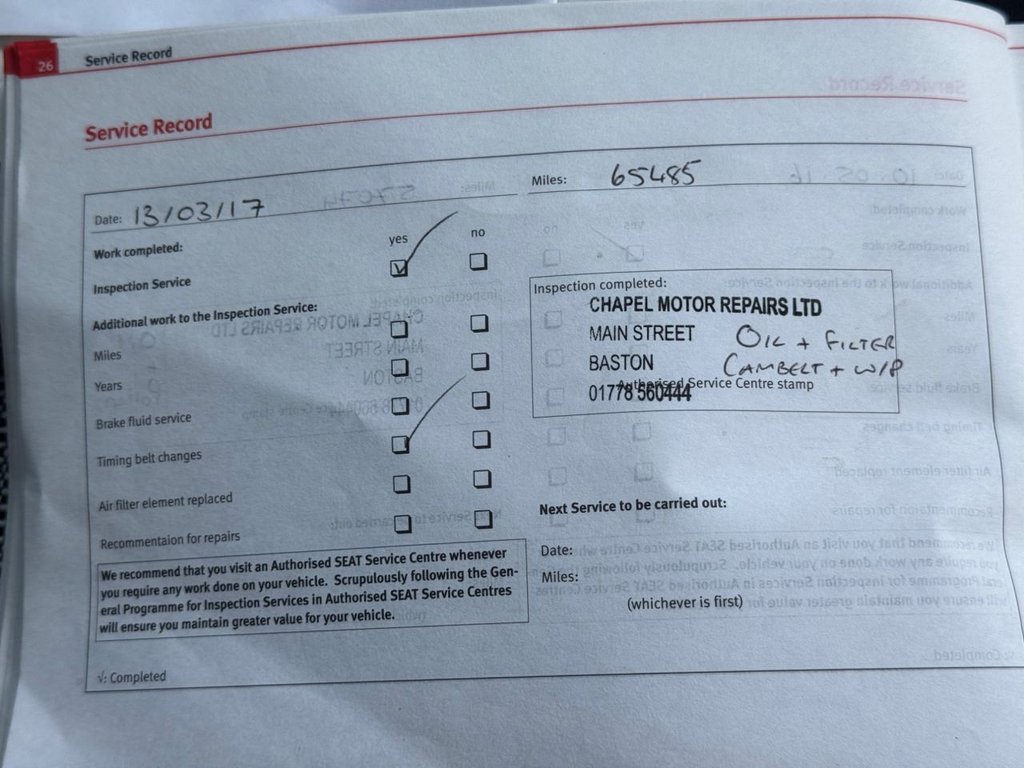 26 Service Record
Service Record
Date: 13/03/17
Miles: 65485
Work completed:
yes no
Inspection Service
Additional work to the Inspection Service:
Miles
Years
Brake fluid service
Timing belt changes
Air filter element replaced
Recommentaion for repairs
We recommend that you visit an Authorised SEAT Service Centre whenever
you require any work done on your vehicle. Scrupulously following the Gen-
eral Programme for Inspection Services in Authorised SEAT Service Centres
will ensure you maintain greater value for your vehicle.
√: Completed
Inspection completed:
CHAPEL MOTOR REPAIRS LTD
MAIN STREET
BASTON
01778 560444
OIL + FILTER
CAMBELT + W/P
Authorised Service Centre stamp
Next Service to be carried out:
Date:
Miles:
(whichever is first)